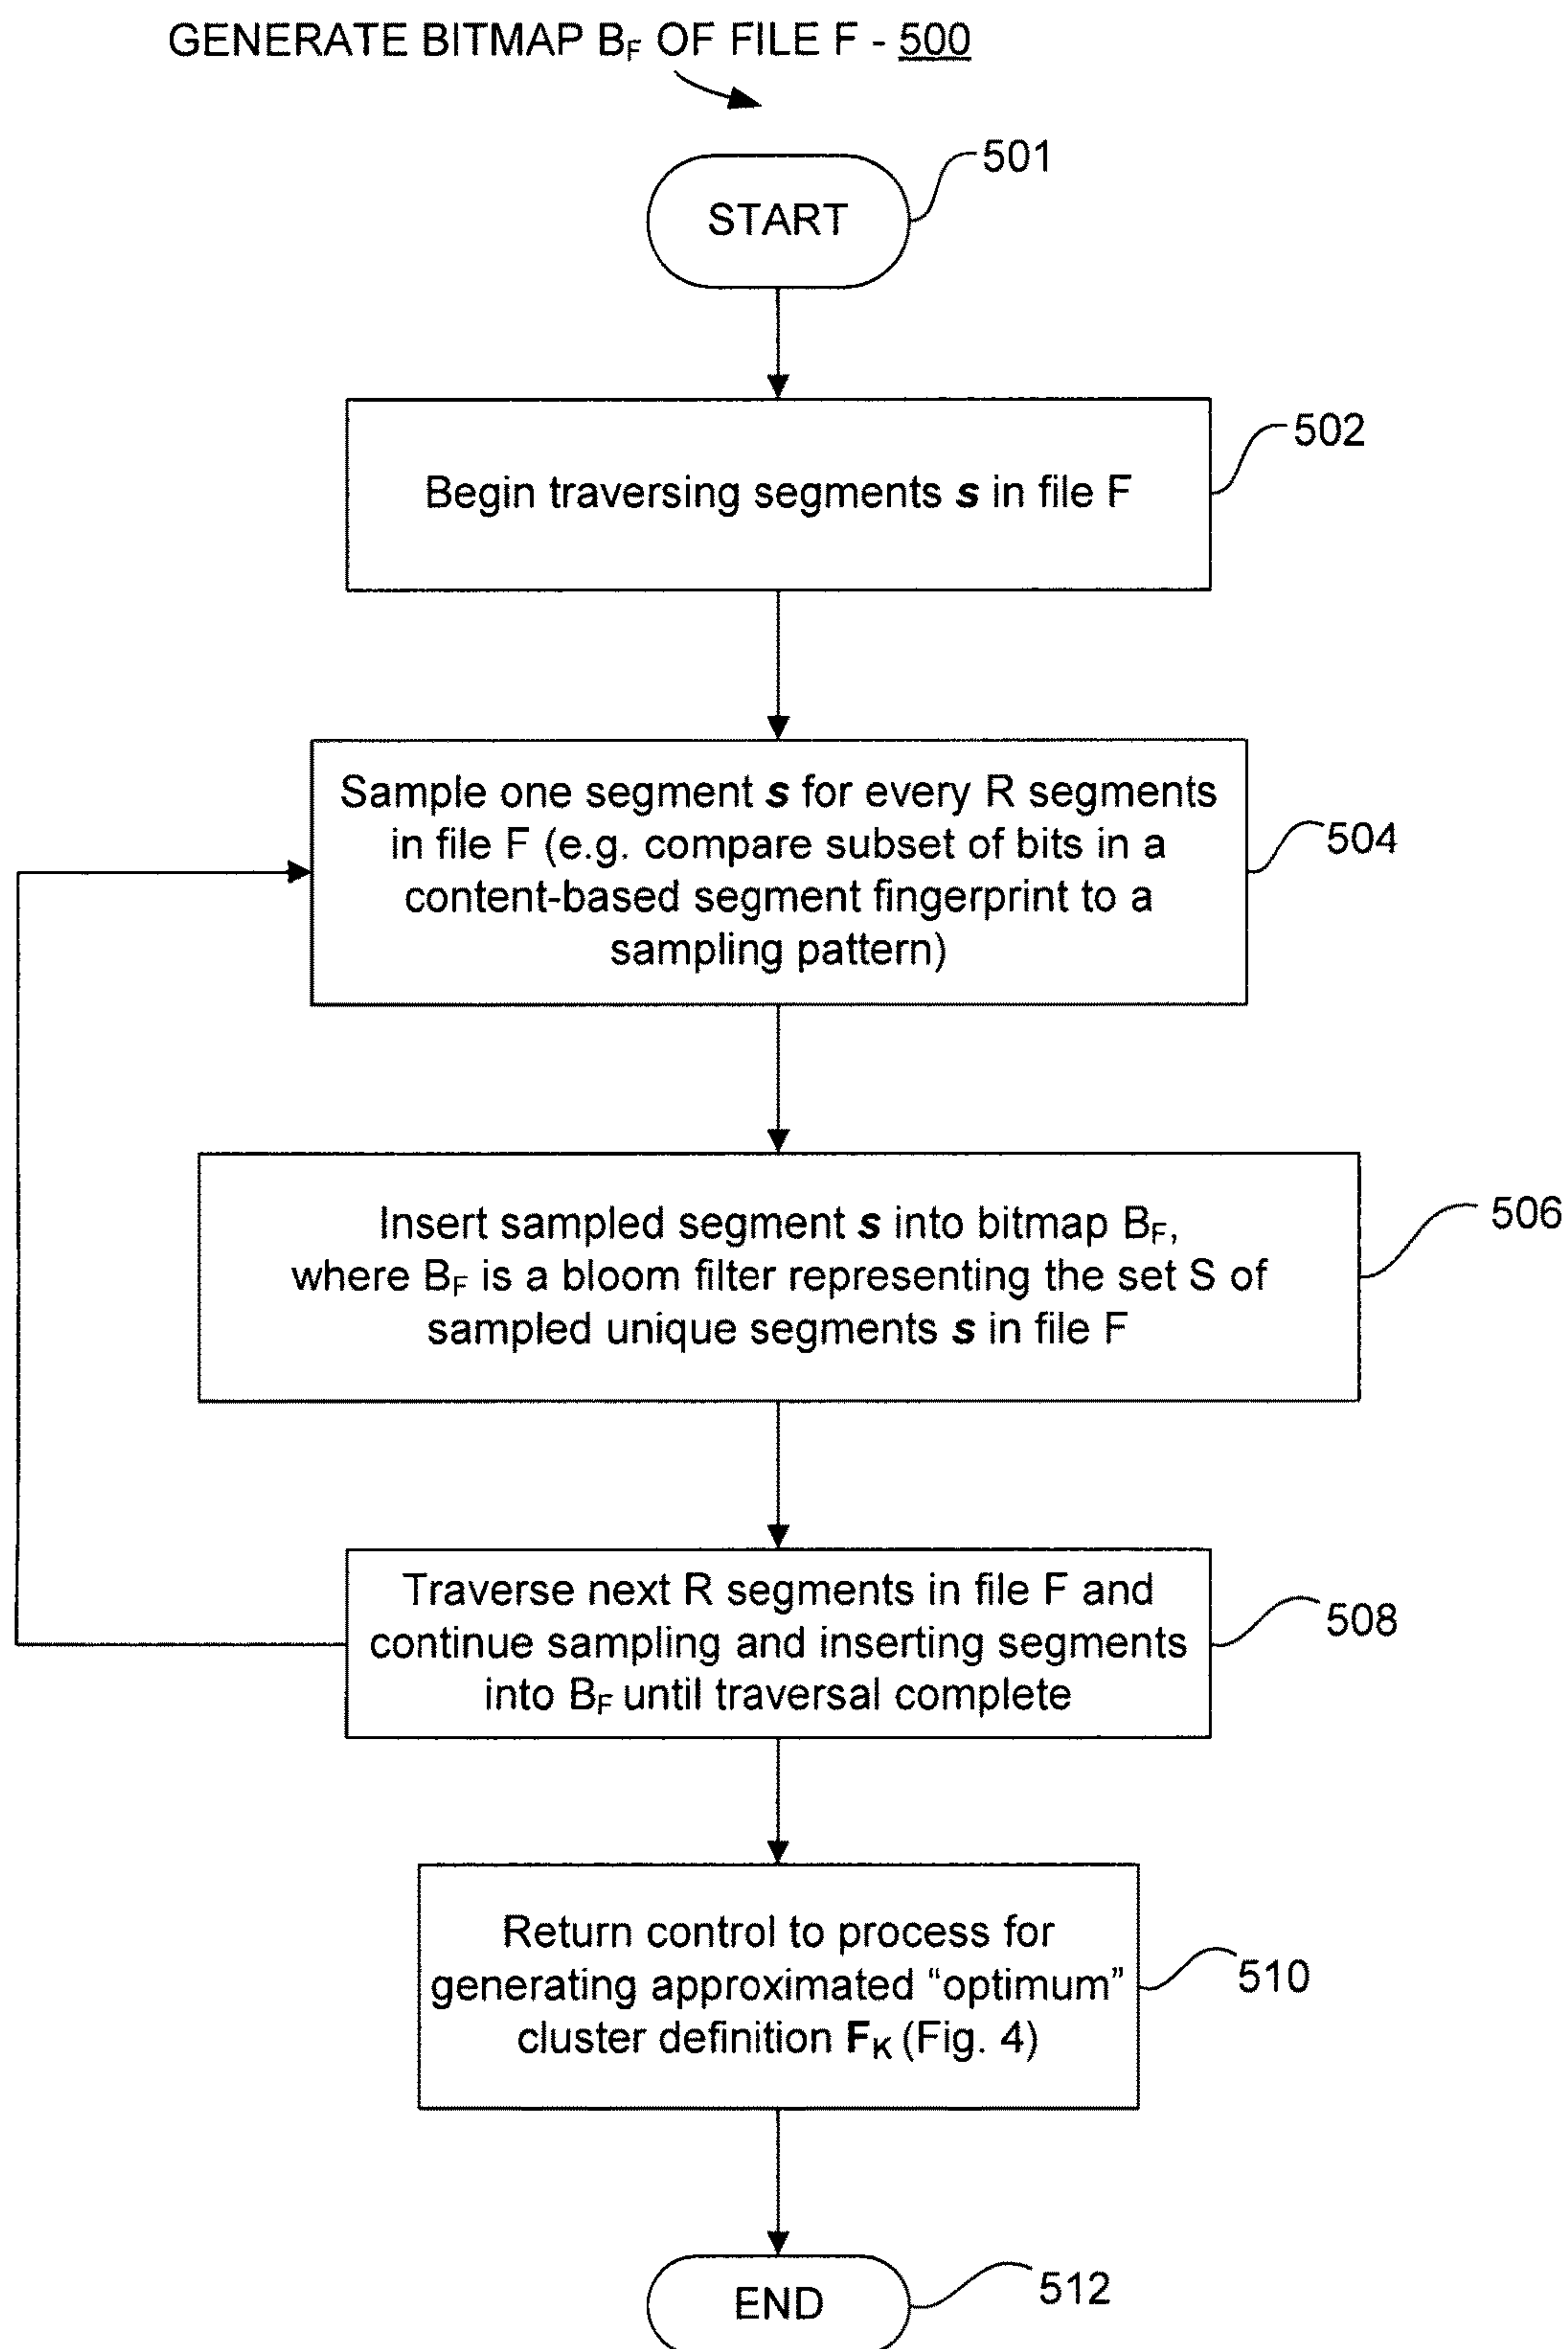 GENERATE BITMAP BF OF FILE F - 500
501
START
502
Begin traversing segments s in file F
Sample one segment s for every R segments
in file F (e.g. compare subset of bits in a
content-based segment fingerprint to a
sampling pattern)
504
Insert sampled segment s into bitmap BF,
where BF is a bloom filter representing the set S of
sampled unique segments s in file F
506
Traverse next R segments in file F and
continue sampling and inserting segments
into BF until traversal complete
508
Return control to process for
generating approximated “optimum”
cluster definition FK (Fig. 4)
510
END
512